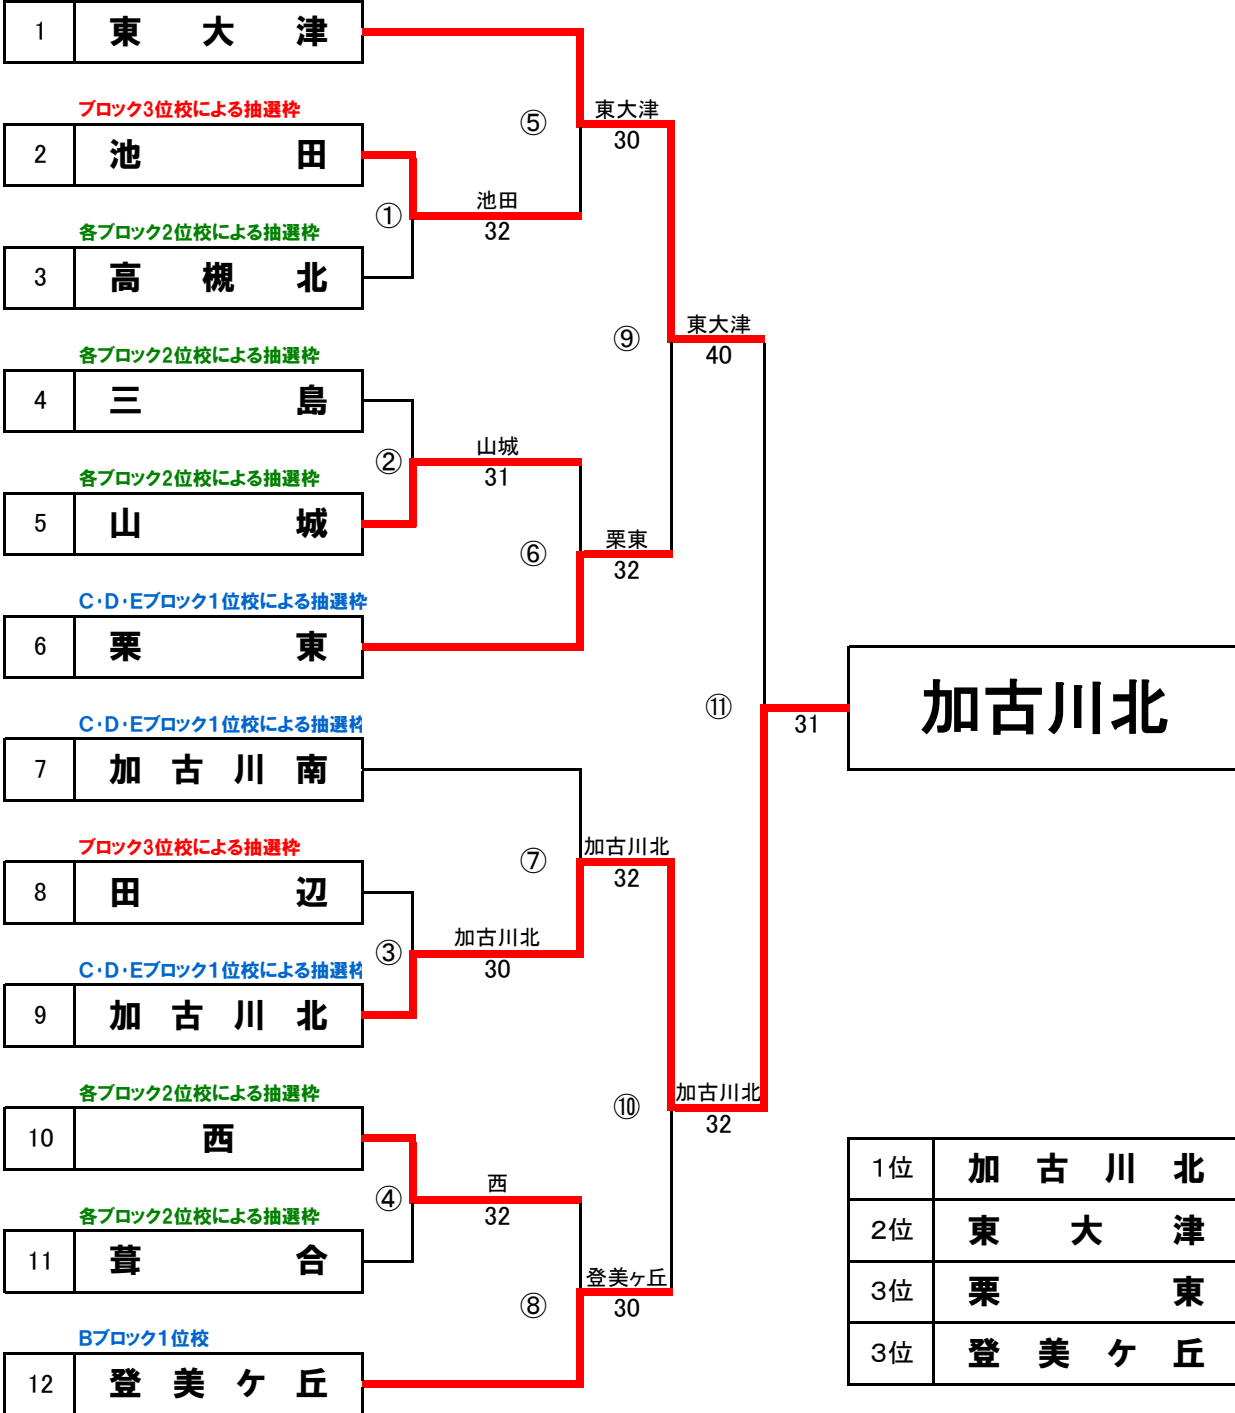 1 東大津
ブロック3位校による抽選枠
2 池田
各ブロック2位校による抽選枠
3 高槻北
各ブロック2位校による抽選枠
4 三島
各ブロック2位校による抽選枠
5 山城
C・D・Eブロック1位校による抽選枠
6 栗東
C・D・Eブロック1位校による抽選枠
7 加古川南
ブロック3位校による抽選枠
8 田辺
C・D・Eブロック1位校による抽選枠
9 加古川北
各ブロック2位校による抽選枠
10 西
各ブロック2位校による抽選枠
11 葺合
Bブロック1位校
12 登美ケ丘
①
池田
32
②
山城
31
③
加古川北
30
④
西
32
⑤
東大津
30
⑥
栗東
32
⑦
加古川北
32
⑧
登美ヶ丘
30
⑨
東大津
40
⑩
加古川北
32
⑪
31
加古川北
1位 加古川北
2位 東大津
3位 栗東
3位 登美ケ丘